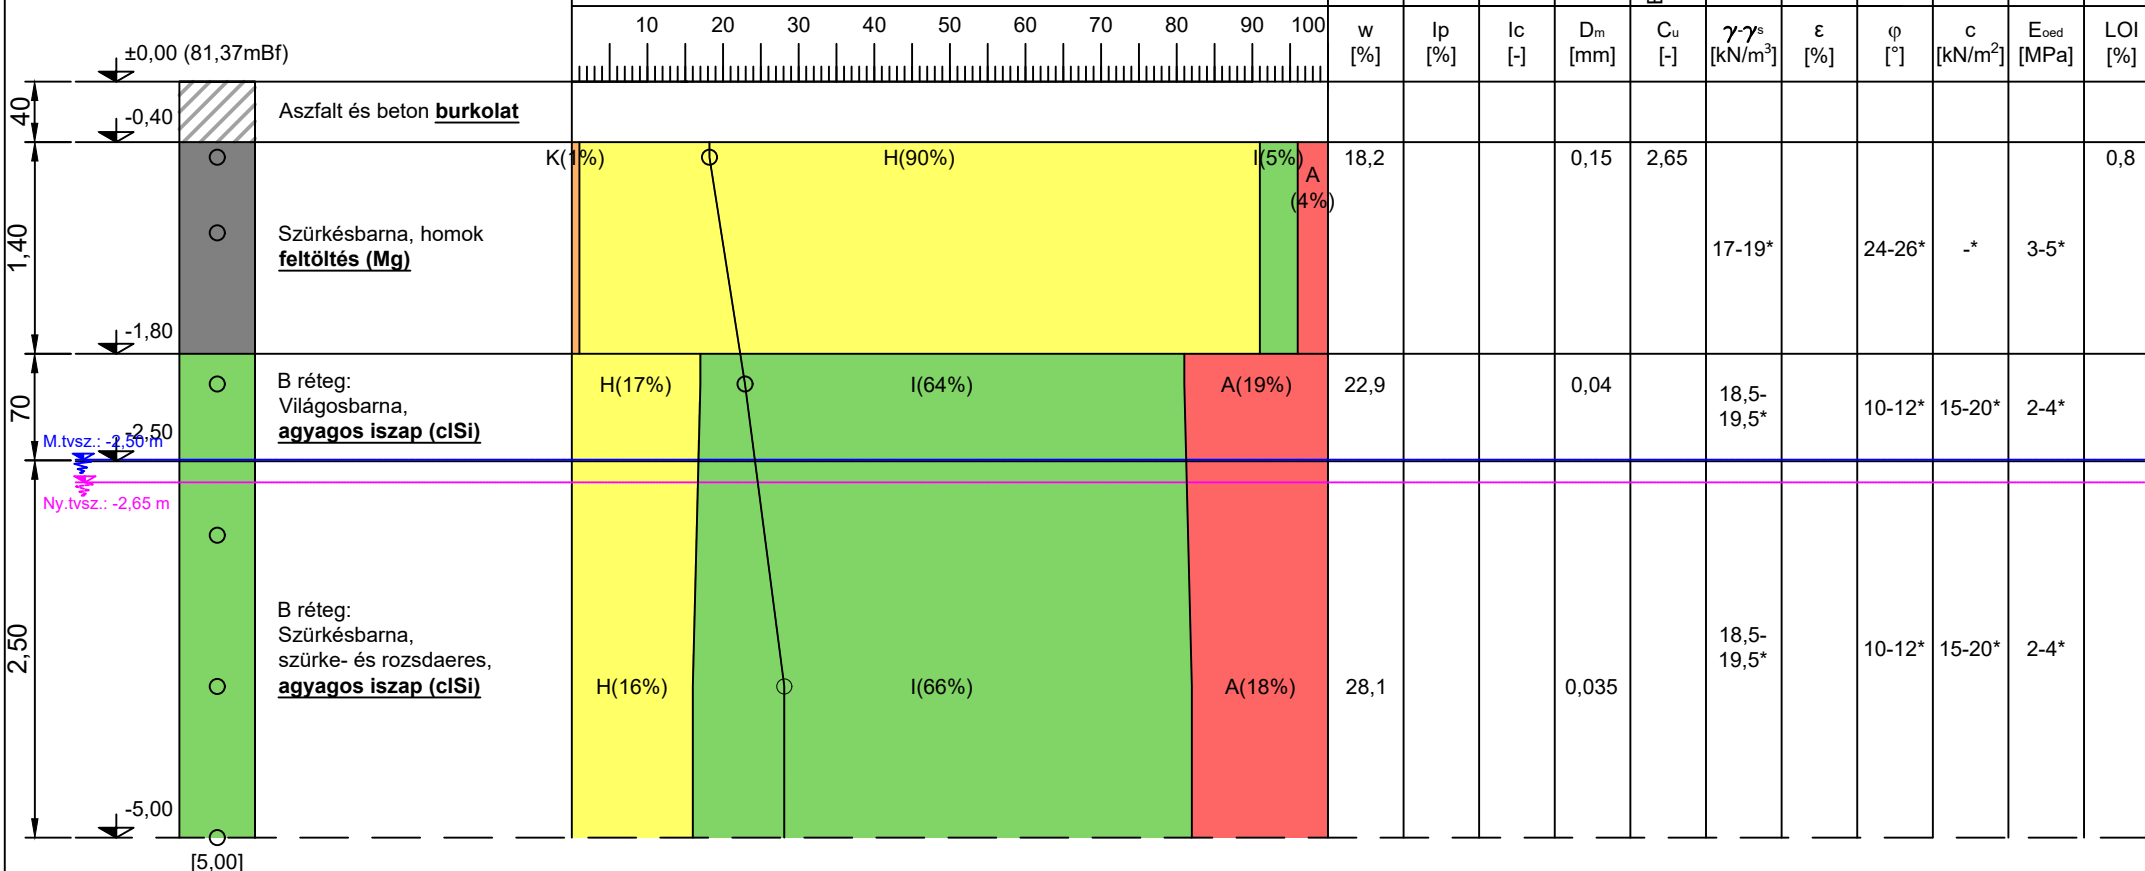 10 20 30 40 50 60 70 80 90 100
w Ip Ic Dm Cu γ-γs ε φ c Eoed LOI
[%] [%] [-] [mm] [-] [kN/m³] [%] [°] [kN/m²] [MPa] [%]
±0,00 (81,37mBf)
40
-0,40
Aszfalt és beton burkolat
K(1%) H(90%) I(5%) A
(4%)
18,2 0,15 2,65 0,8
1,40
Szürkésbarna, homok
feltöltés (Mg)
17-19* 24-26* -* 3-5*
-1,80
70
B réteg:
Világosbarna,
agyagos iszap (clSi)
H(17%) I(64%) A(19%) 22,9 0,04
18,5-
19,5*
10-12* 15-20* 2-4*
-2,50
M.tvsz.: -2,50 m
Ny.tvsz.: -2,65 m
2,50
B réteg:
Szürkésbarna,
szürke- és rozsdaeres,
agyagos iszap (clSi)
18,5-
19,5*
10-12* 15-20* 2-4*
H(16%) I(66%) A(18%) 28,1 0,035
-5,00
[5,00]